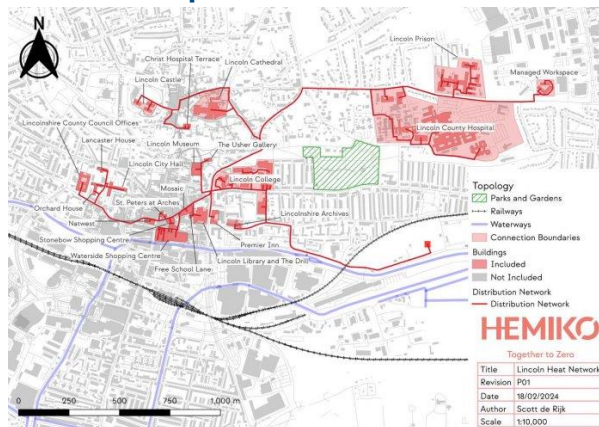 N
Lincoln Prison
Christ Hospital Terrace
Lincoln Cathedral
Lincoln Castle
Managed Workspace
Lincolnshire County Council Offices
Lincoln County Hospital
Lancaster House
Lincoln Museum
The Usher Gallery
Lincoln City Hall
Lincoln College
Mosaic
Orchard House
St. Peters at Arches
Lincolnshire Archives
Natwest
Stonebow Shopping Centre
Premier Inn
Waterside Shopping Centre
Lincoln Library and The Drill
Free School Lane
Topology
Parks and Gardens
Railways
Waterways
Connection Boundaries
Buildings
Included
Not Included
Distribution Network
Distribution Network
HEMIKO
Together to Zero
Title Lincoln Heat Network
Revision P01
Date 18/02/2024
Author Scott de Rijk
Scale 1:10,000
0 250 500 750 1,000 m